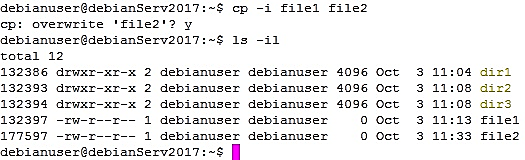 debianuser@debianServ2017:~$ cp -i file1 file2
cp: overwrite 'file2'? y
debianuser@debianServ2017:~$ ls -il
total 12
132386 drwxr-xr-x 2 debianuser debianuser 4096 Oct  3 11:04 dir1
132393 drwxr-xr-x 2 debianuser debianuser 4096 Oct  3 11:08 dir2
132394 drwxr-xr-x 2 debianuser debianuser 4096 Oct  3 11:08 dir3
132397 -rw-r--r-- 1 debianuser debianuser    0 Oct  3 11:13 file1
177597 -rw-r--r-- 1 debianuser debianuser    0 Oct  3 11:33 file2
debianuser@debianServ2017:~$